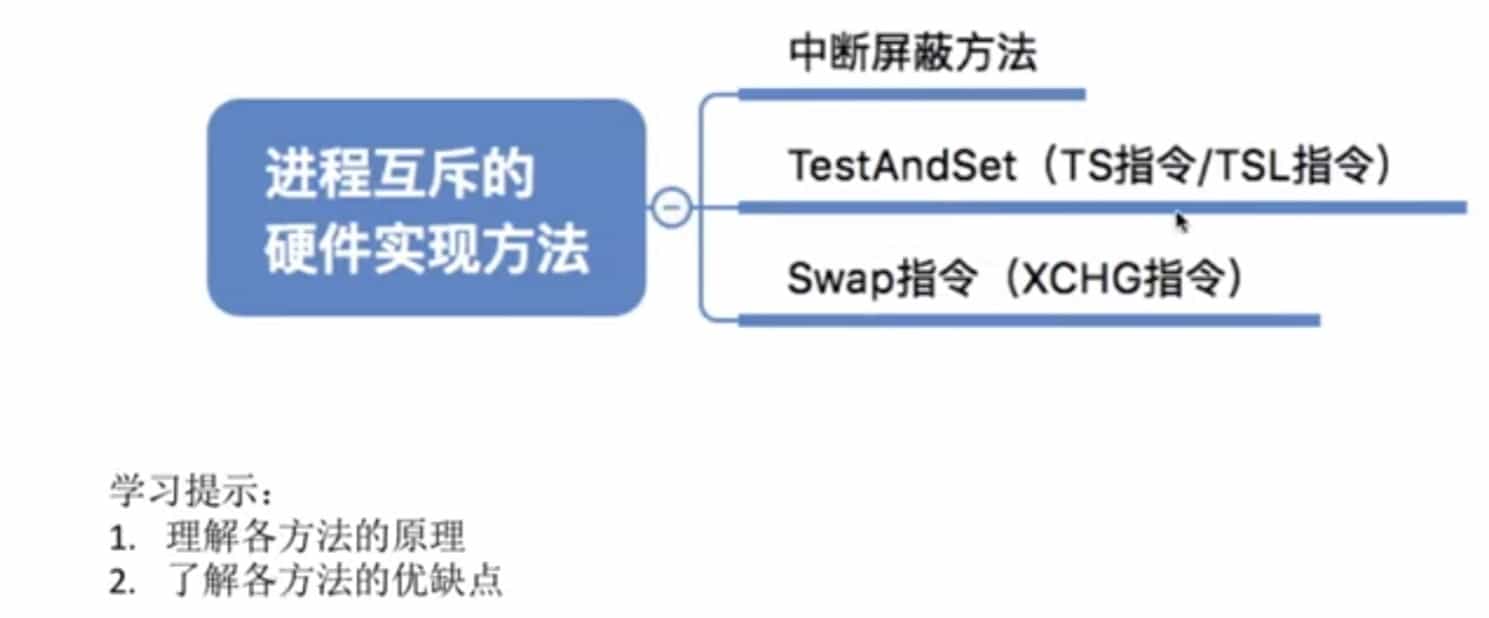 进程互斥的
硬件实现方法
中断屏蔽方法
TestAndSet（TS指令/TSL指令）
Swap指令（XCHG指令）
学习提示：
1. 理解各方法的原理
2. 了解各方法的优缺点